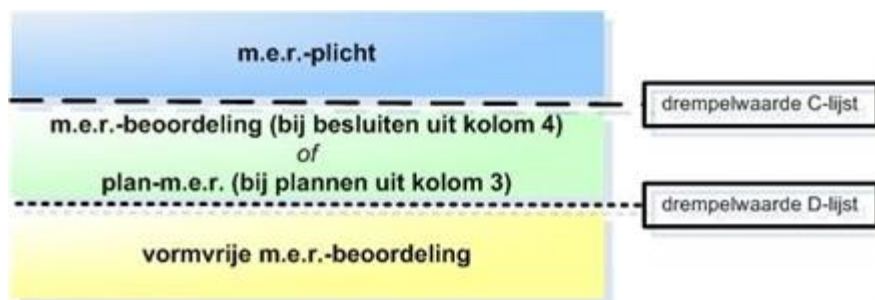 m.e.r.-plicht
drempelwaarde C-lijst
m.e.r.-beoordeling (bij besluiten uit kolom 4)
of
plan-m.e.r. (bij plannen uit kolom 3)
drempelwaarde D-lijst
vormvrije m.e.r.-beoordeling